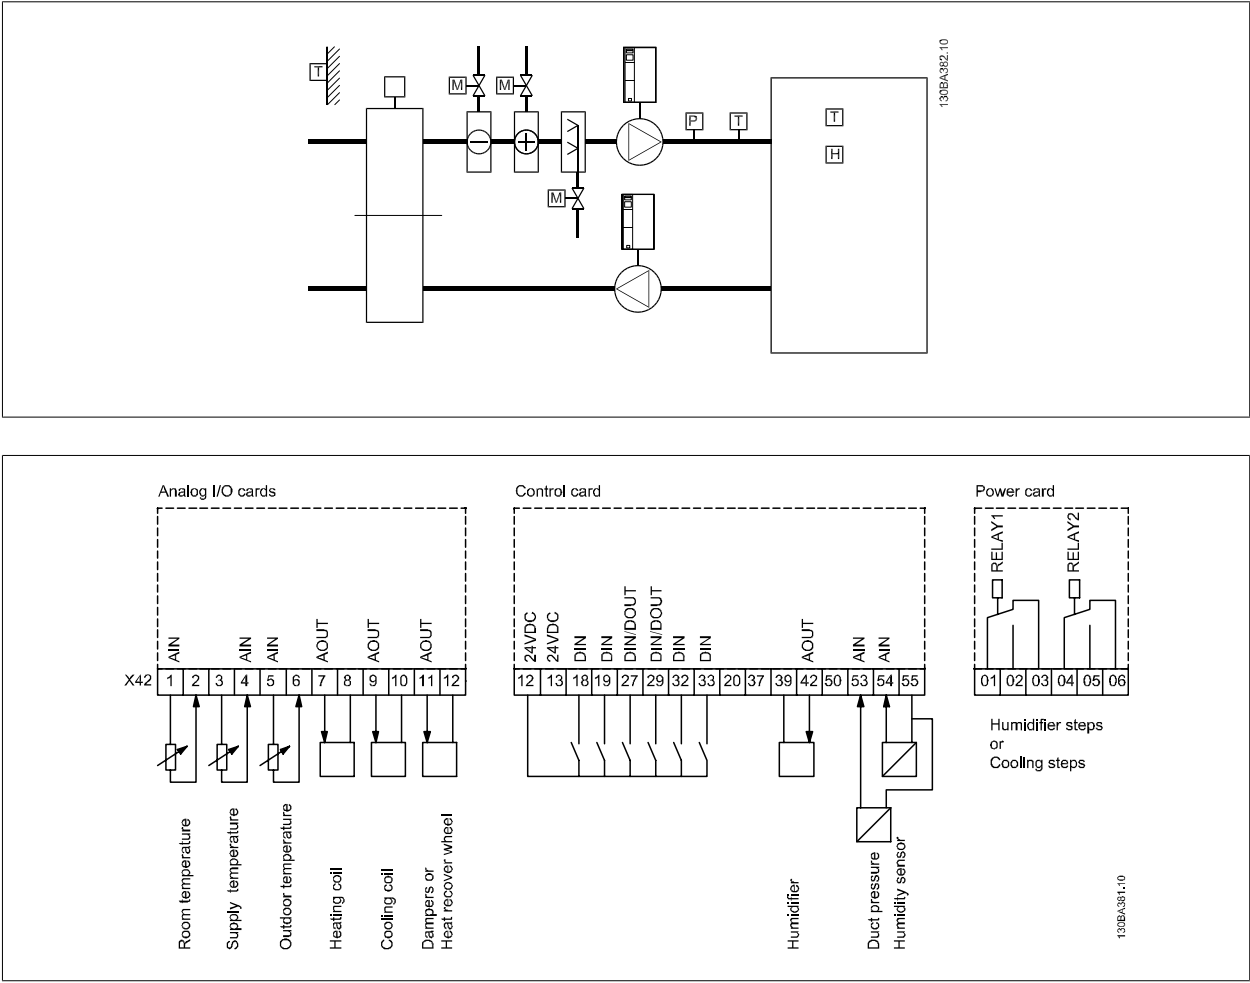 130BA382.10
T
M
M
P
T
T
H
M
Analog I/O cards
Control card
Power card
AIN
AIN
AIN
AOUT
AOUT
AOUT
24VDC
24VDC
DIN
DIN
DIN/DOUT
DIN/DOUT
DIN
DIN
AOUT
AIN
AIN
RELAY1
RELAY2
X42
1 2 3 4 5 6 7 8 9 10 11 12
12 13 18 19 27 29 32 33 20 37 39 42 50 53 54 55
01 02 03 04 05 06
Humidifier steps
or
Cooling steps
Room temperature
Supply temperature
Outdoor temperature
Heating coil
Cooling coil
Dampers or
Heat recover wheel
Humidifier
Duct pressure
Humidity sensor
130BA381.10